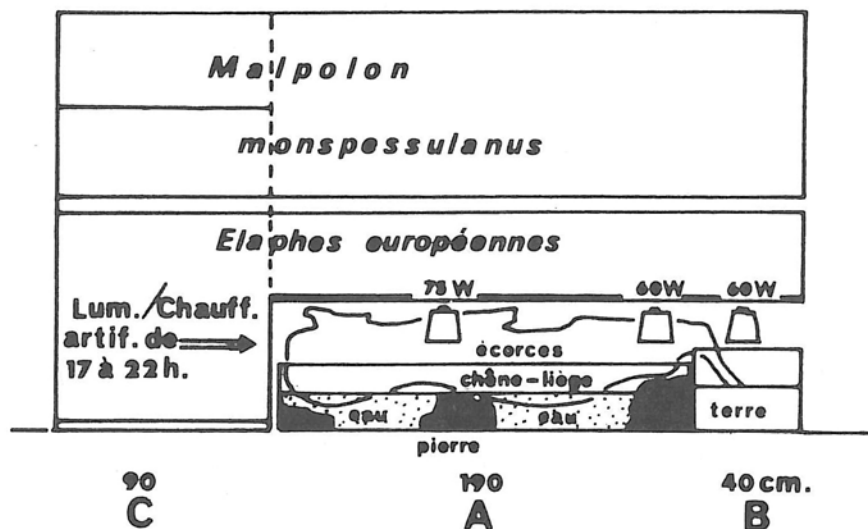 Malpolon
monspessulanus
Elaphes européennes
75 W 60W 60W
Lum./Chauff.
artif. de
17 à 22h.
écorces
chêne-liège
eau eau terre
pierre
90 190 40 cm.
C A B